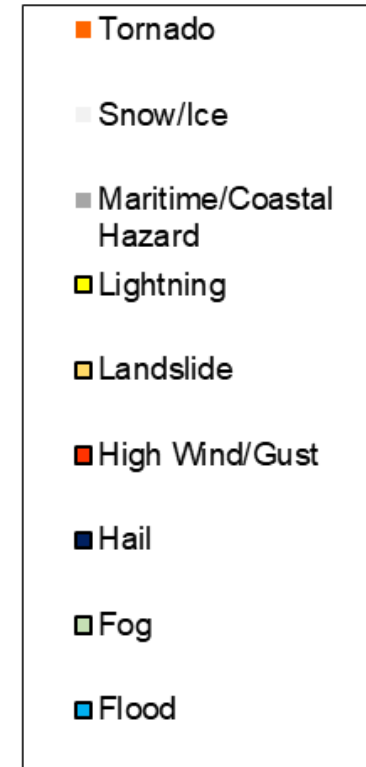 Tornado
Snow/Ice
Maritime/Coastal
Hazard
Lightning
Landslide
High Wind/Gust
Hail
Fog
Flood